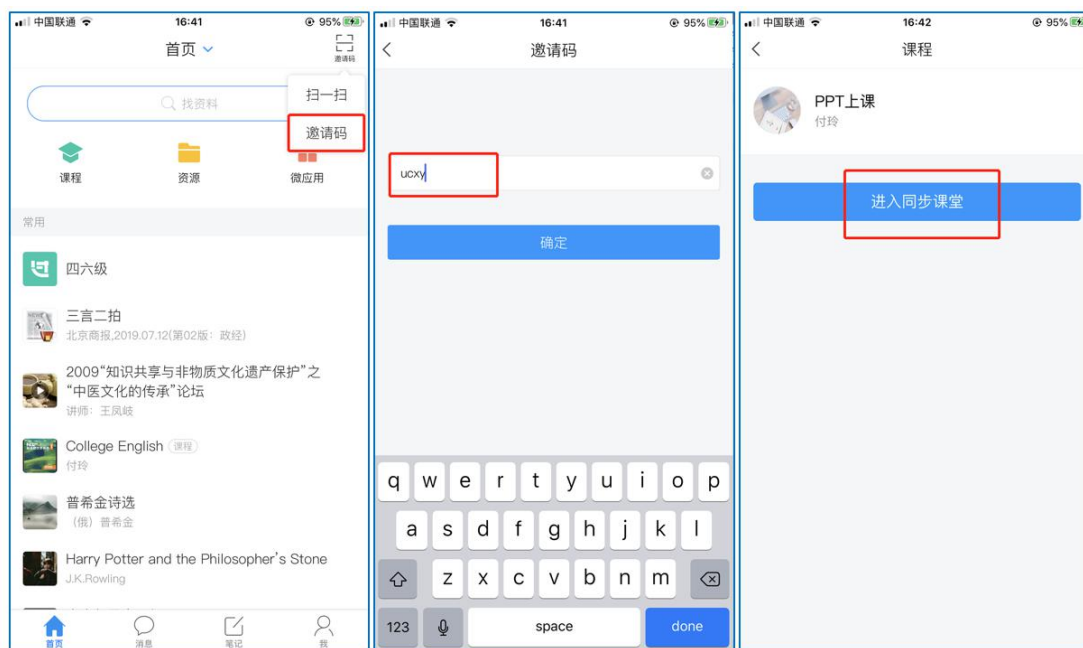 中国联通
16:41
95%
首页
邀请码
找资料
扫一扫
邀请码
课程
资源
微应用
常用
四六级
三言二拍
北京商报,2019.07.12(第02版：政经)
2009“知识共享与非物质文化遗产保护”之
“中医文化的传承”论坛
讲师：王凤岐
College English 课程
付玲
普希金诗选
（俄）普希金
Harry Potter and the Philosopher's Stone
J.K.Rowling
首页
消息
笔记
我
中国联通
16:41
95%
邀请码
ucxy
确定
q w e r t y u i o p
a s d f g h j k l
z x c v b n m
123
space
done
中国联通
16:42
95%
课程
PPT上课
付玲
进入同步课堂